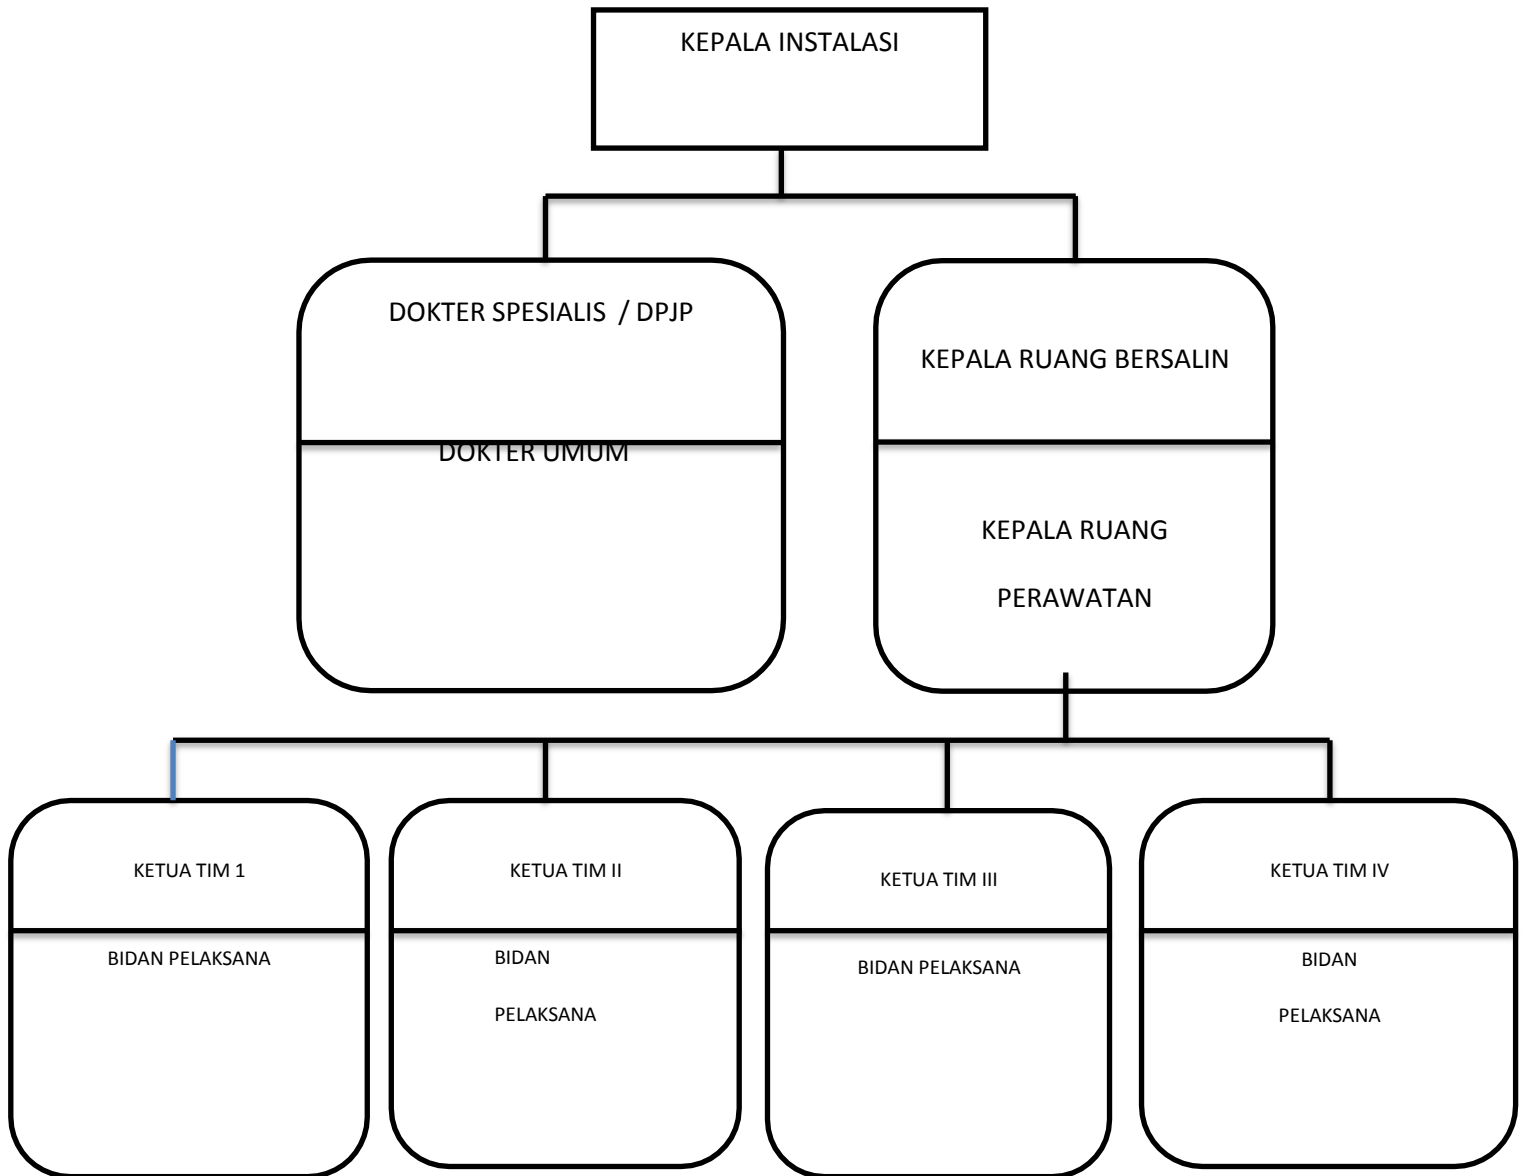 KEPALA INSTALASI
DOKTER SPESIALIS / DPJP
DOKTER UMUM
KEPALA RUANG BERSALIN
KEPALA RUANG
PERAWATAN
KETUA TIM 1
BIDAN PELAKSANA
KETUA TIM II
BIDAN
PELAKSANA
KETUA TIM III
BIDAN PELAKSANA
KETUA TIM IV
BIDAN
PELAKSANA